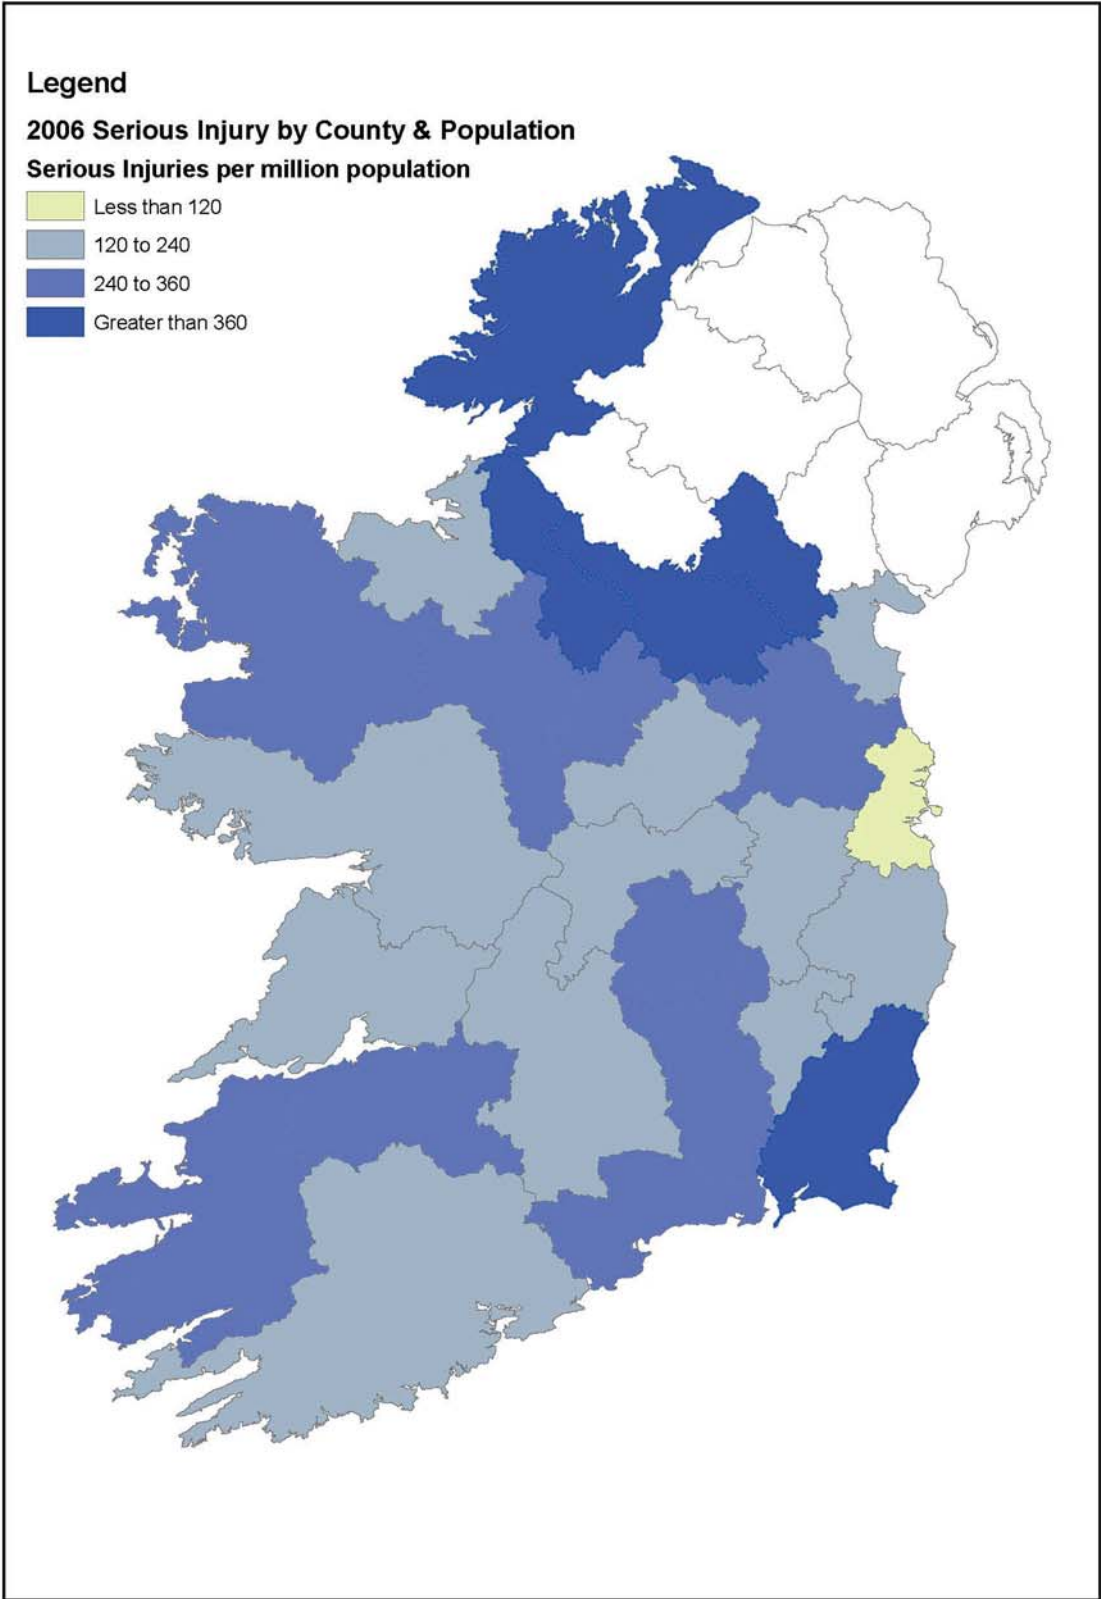 Legend
2006 Serious Injury by County & Population
Serious Injuries per million population
Less than 120
120 to 240
240 to 360
Greater than 360